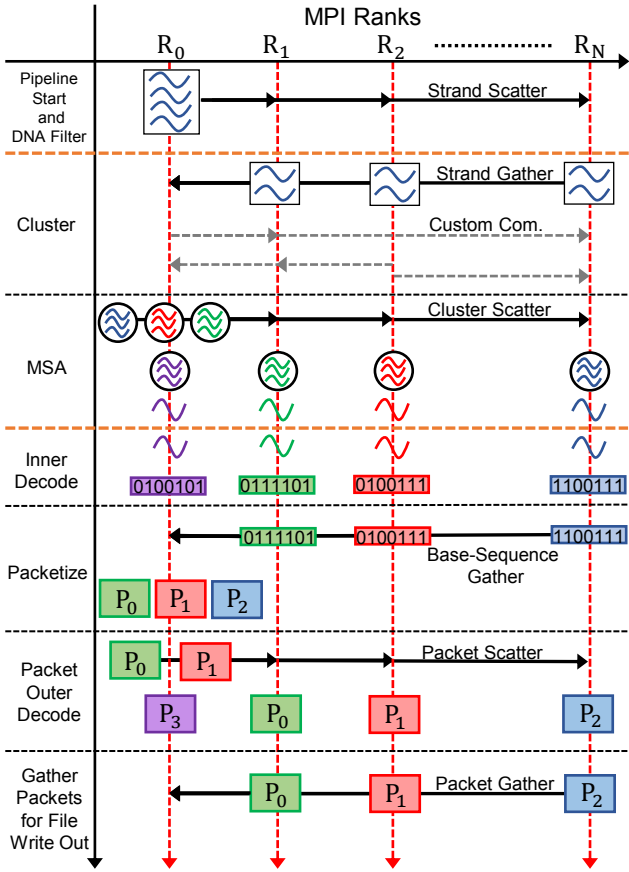 MPI Ranks
R0 R1 R2 ............... RN
Pipeline
Start
and
DNA Filter
Strand Scatter
Cluster
Strand Gather
Custom Com.
MSA
Cluster Scatter
Inner
Decode
0100101 0111101 0100111 1100111
Packetize
0111101 0100111 1100111
Base-Sequence
Gather
P0 P1 P2
Packet
Outer
Decode
P0 P1
Packet Scatter
P3 P0 P1 P2
Gather
Packets
for File
Write Out
Packet Gather
P0 P1 P2